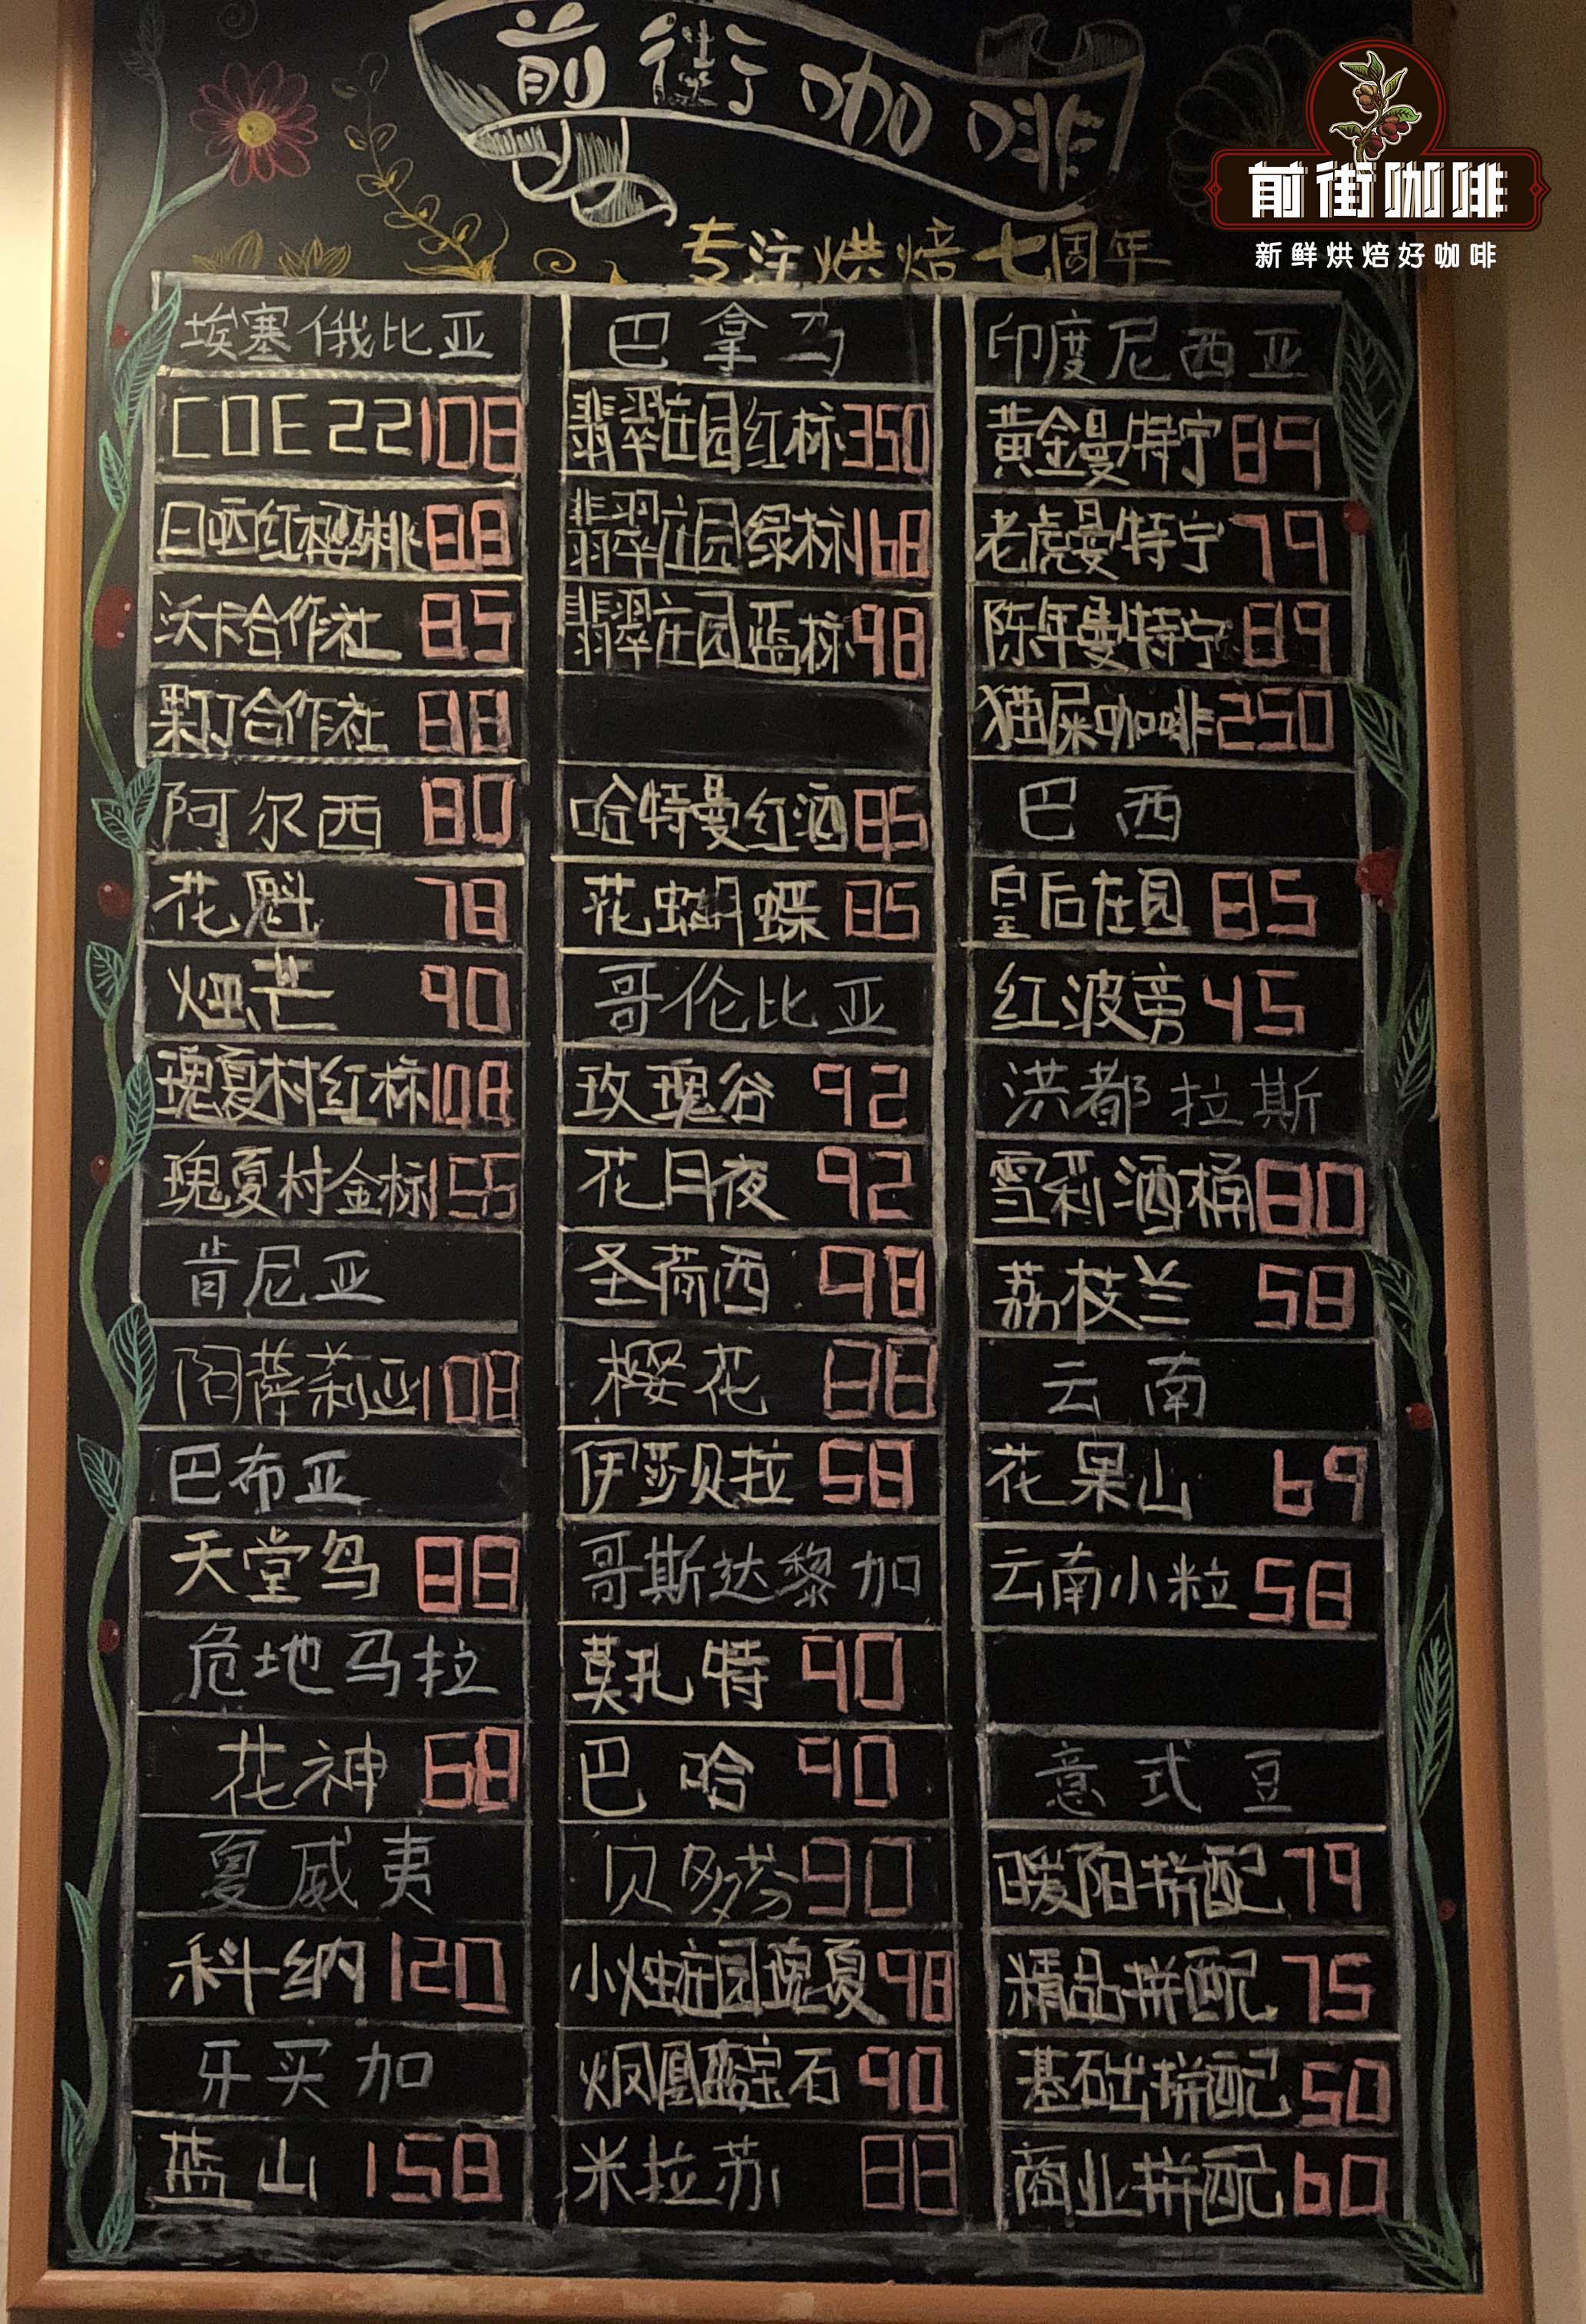 前街咖啡
专注烘焙七周年
前街咖啡
新鲜烘焙好咖啡
埃塞俄比亚
COE22 108
日晒红樱桃 88
沃卡合作社 85
果丁合作社 88
阿尔西 80
花魁 78
烟芒 90
瑰夏村红标 108
瑰夏村金标 155
肯尼亚
阿萨莉亚 108
巴布亚
天堂鸟 88
危地马拉
花神 68
夏威夷
科纳 120
牙买加
蓝山 158
巴拿马
翡翠庄园红标 350
翡翠庄园绿标 168
翡翠庄园蓝标 98
哈特曼红酒 85
花蝴蝶 85
哥伦比亚
玫瑰谷 92
花月夜 92
圣荷西 98
樱花 88
伊莎贝拉 58
哥斯达黎加
莫扎特 90
巴哈 90
贝多芬 90
小烛庄园瑰夏 98
火凤凰蓝宝石 90
米拉苏 88
印度尼西亚
黄金曼特宁 89
老虎曼特宁 79
陈年曼特宁 89
猫屎咖啡 250
巴西
皇后庄园 85
红波旁 45
洪都拉斯
雪莉酒桶 80
荔枝兰 58
云南
花果山 69
云南小粒 58
意式豆
暖阳拼配 79
精品拼配 75
基础拼配 50
商业拼配 60